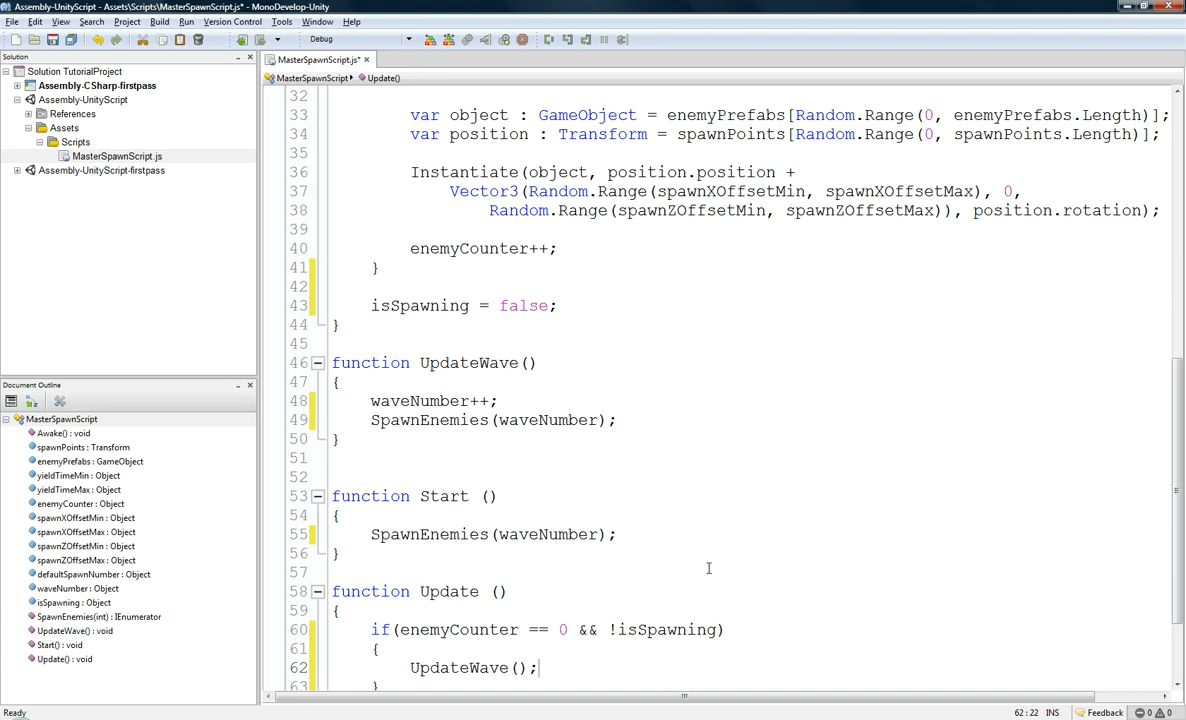 Assembly-UnityScript - Assets\Scripts\MasterSpawnScript.js* - MonoDevelop-Unity
File Edit View Search Project Build Run Version Control Tools Window Help
Debug
Solution
Solution TutorialProject
Assembly-CSharp-firstpass
Assembly-UnityScript
References
Assets
Scripts
MasterSpawnScript.js
Assembly-UnityScript-firstpass
Document Outline
MasterSpawnScript
Awake() : void
spawnPoints : Transform
enemyPrefabs : GameObject
yieldTimeMin : Object
yieldTimeMax : Object
enemyCounter : Object
spawnXOffsetMin : Object
spawnXOffsetMax : Object
spawnZOffsetMin : Object
spawnZOffsetMax : Object
defaultSpawnNumber : Object
waveNumber : Object
isSpawning : Object
SpawnEnemies(int) : IEnumerator
UpdateWave() : void
Start() : void
Update() : void
MasterSpawnScript.js*
MasterSpawnScript Update()
32
33 var object : GameObject = enemyPrefabs[Random.Range(0, enemyPrefabs.Length)];
34 var position : Transform = spawnPoints[Random.Range(0, spawnPoints.Length)];
35
36 Instantiate(object, position.position +
37 Vector3(Random.Range(spawnXOffsetMin, spawnXOffsetMax), 0,
38 Random.Range(spawnZOffsetMin, spawnZOffsetMax)), position.rotation);
39
40 enemyCounter++;
41 }
42
43 isSpawning = false;
44 }
45
46 function UpdateWave()
47 {
48 waveNumber++;
49 SpawnEnemies(waveNumber);
50 }
51
52
53 function Start ()
54 {
55 SpawnEnemies(waveNumber);
56 }
57
58 function Update ()
59 {
60 if(enemyCounter == 0 && !isSpawning)
61 {
62 UpdateWave();
63 }
Ready
62 : 22 INS Feedback 0 0